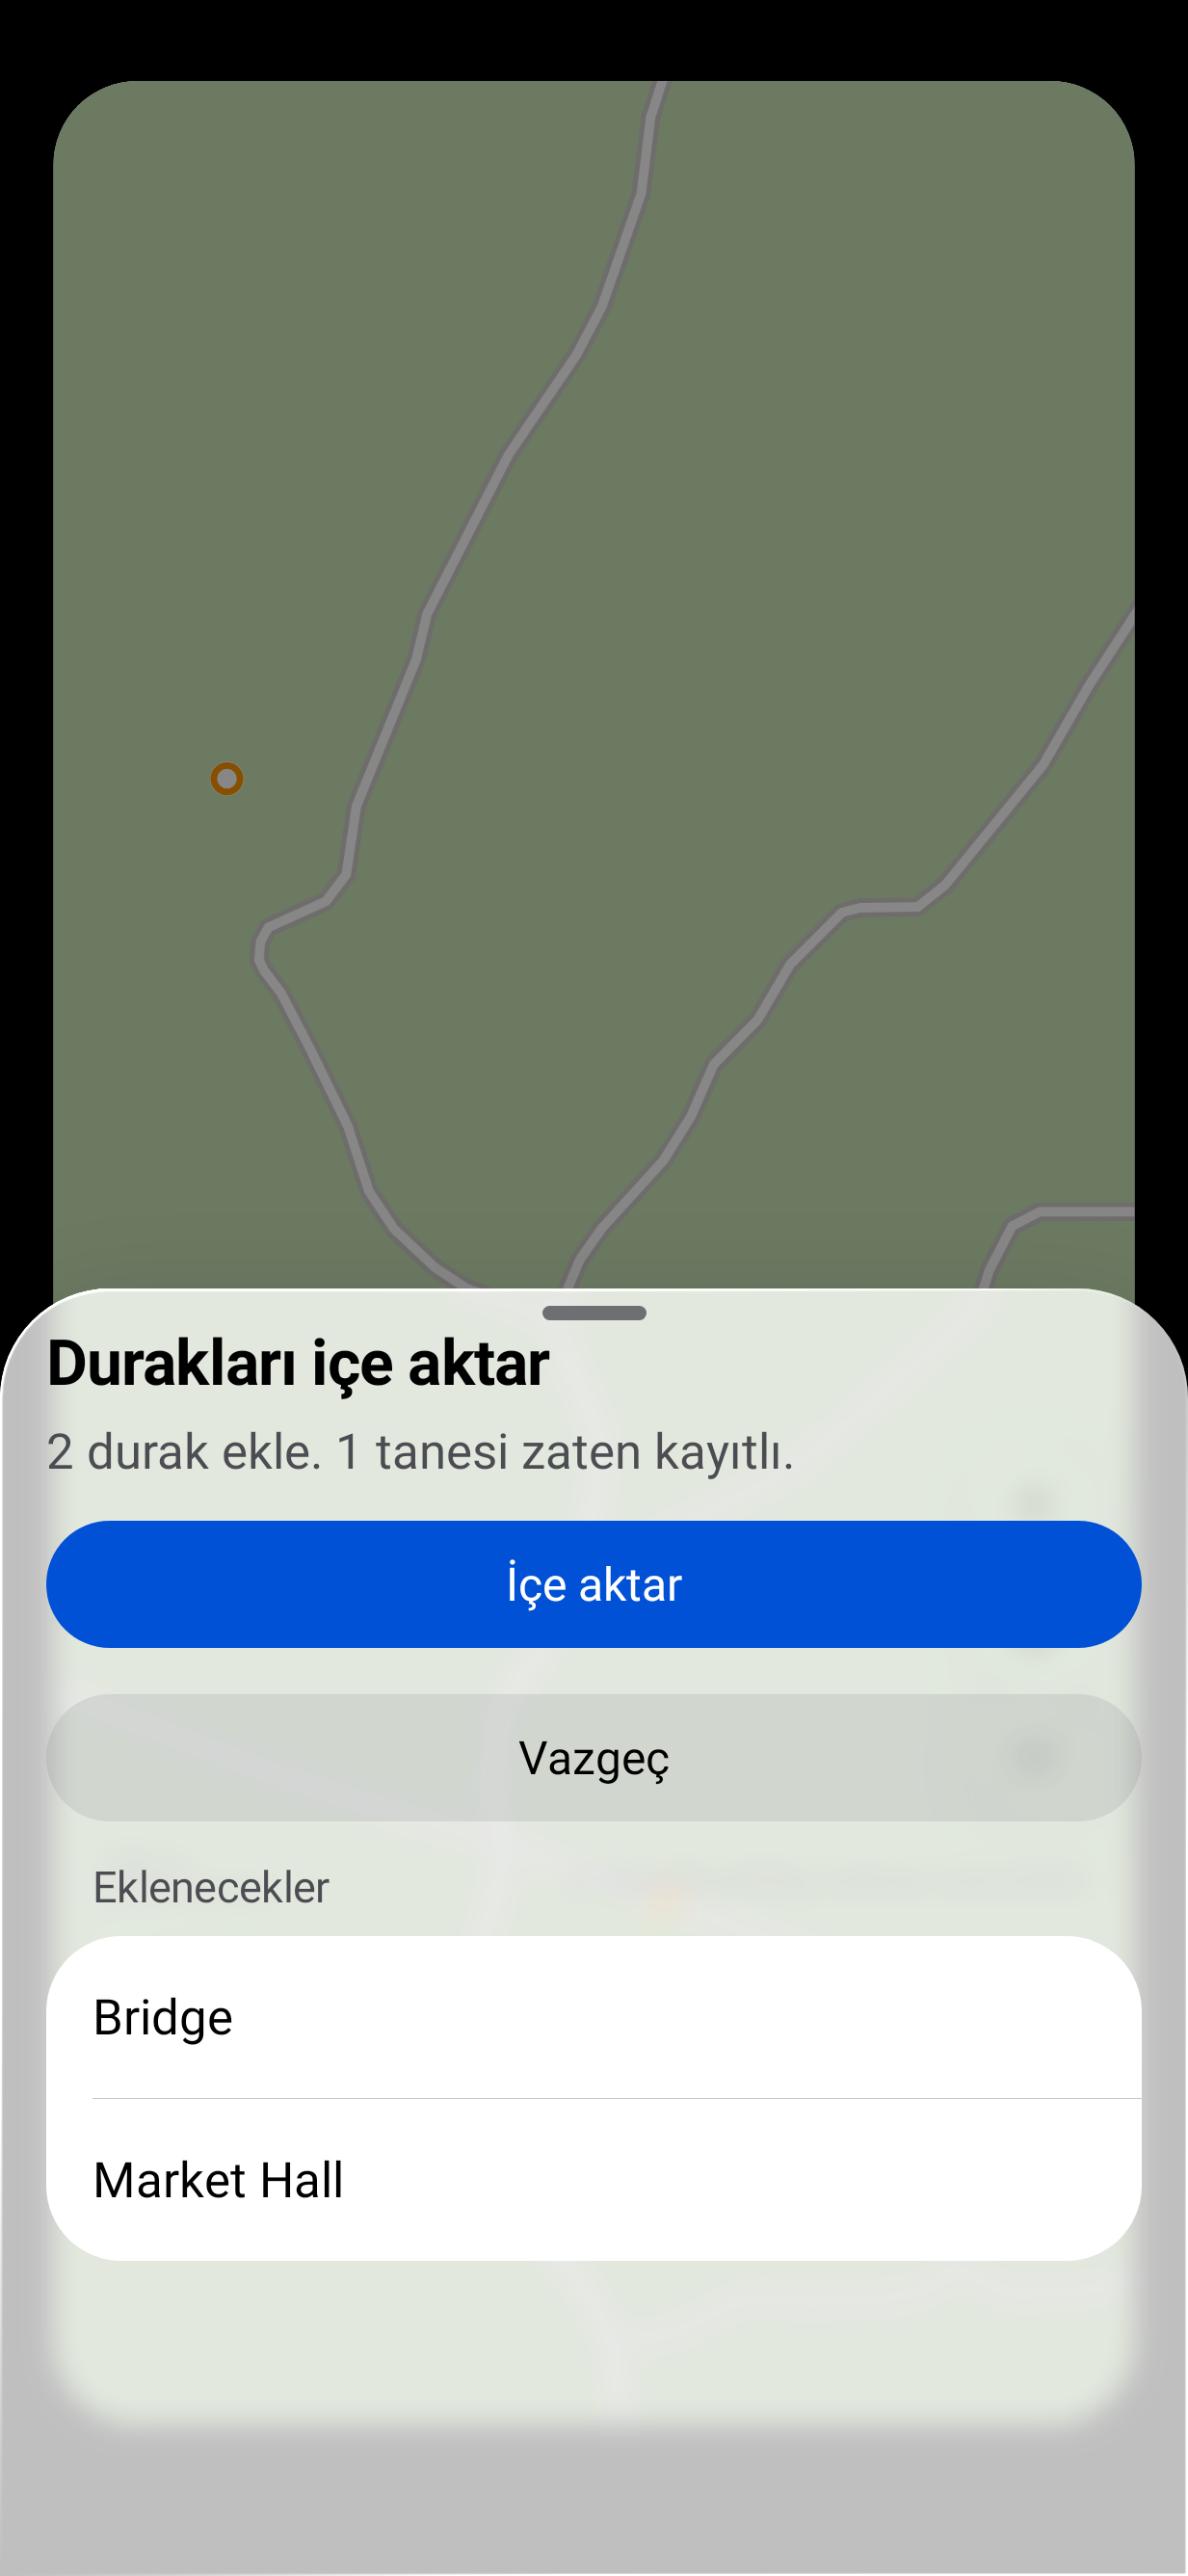 Durakları içe aktar
2 durak ekle. 1 tanesi zaten kayıtlı.
İçe aktar
Vazgeç
Eklenecekler
Bridge
Market Hall